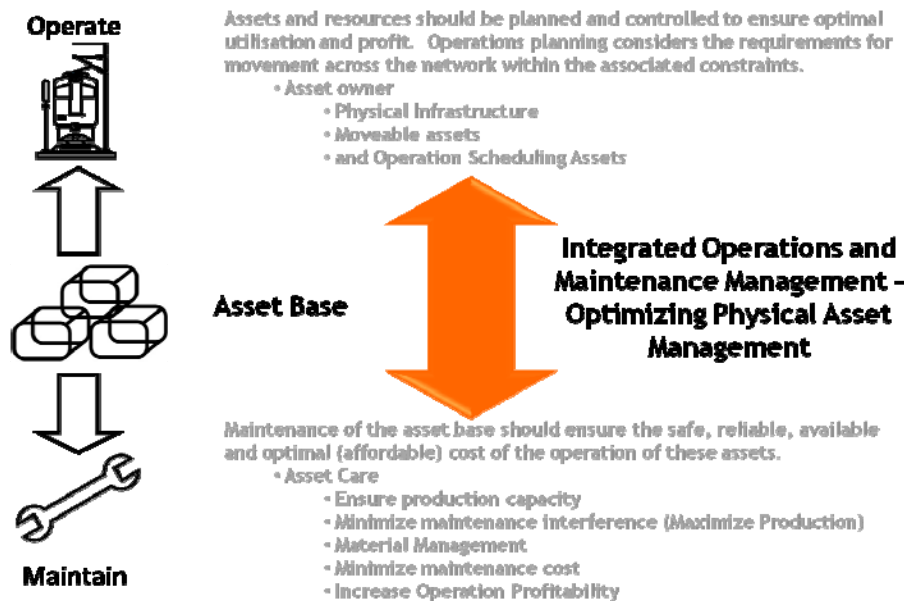 Operate
Assets and resources should be planned and controlled to ensure optimal
utilisation and profit. Operations planning considers the requirements for
movement across the network within the associated constraints.
• Asset owner
• Physical Infrastructure
• Moveable assets
• and Operation Scheduling Assets
Asset Base
Integrated Operations and
Maintenance Management –
Optimizing Physical Asset
Management
Maintenance of the asset base should ensure the safe, reliable, available
and optimal (affordable) cost of the operation of these assets.
• Asset Care
• Ensure production capacity
• Minimize maintenance interference (Maximize Production)
• Material Management
• Minimize maintenance cost
• Increase Operation Profitability
Maintain